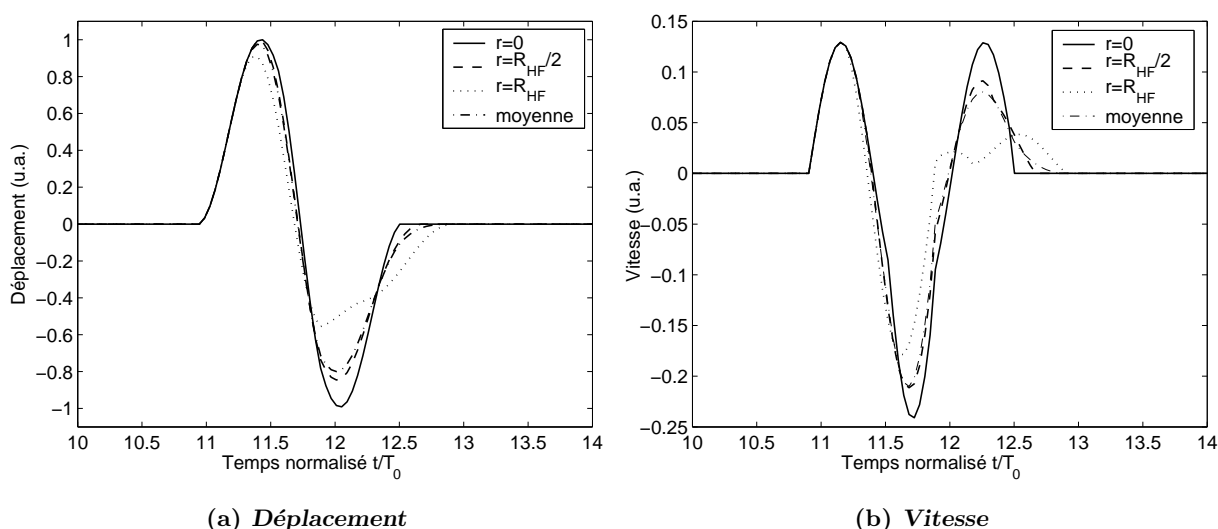 1
0.8
0.6
0.4
0.2
0
−0.2
−0.4
−0.6
−0.8
−1
Déplacement (u.a.)
10 10.5 11 11.5 12 12.5 13 13.5 14
Temps normalisé t/T0
r=0
r=RHF/2
r=RHF
moyenne
(a) Déplacement
0.15
0.1
0.05
0
−0.05
−0.1
−0.15
−0.2
−0.25
Vitesse (u.a.)
10 10.5 11 11.5 12 12.5 13 13.5 14
Temps normalisé t/T0
r=0
r=RHF/2
r=RHF
moyenne
(b) Vitesse